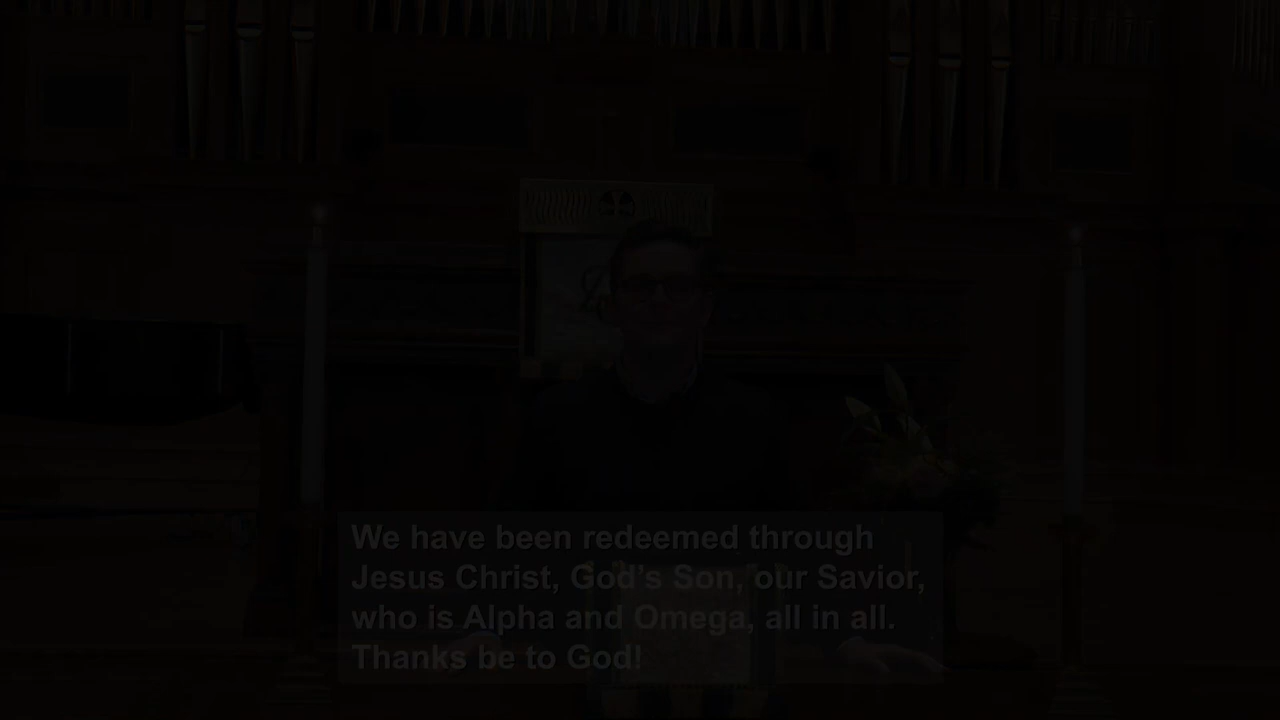 We have been redeemed through
Jesus Christ, God’s Son, our Savior,
who is Alpha and Omega, all in all.
Thanks be to God!